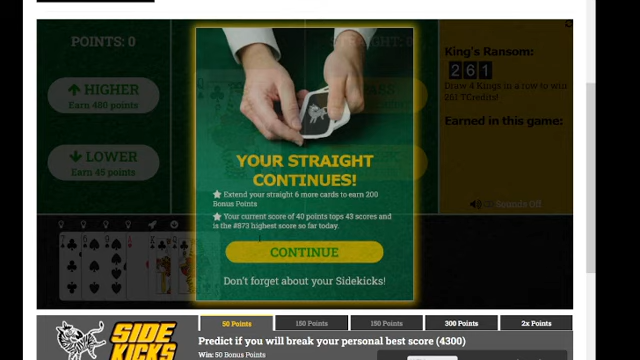 POINTS: 0
STRAIGHT: 0
HIGHER
Earn 480 points
LOWER
Earn 45 points
King's Ransom:
261
Draw 4 Kings in a row to win
261 TCredits!
Earned in this game:
Sounds Off
YOUR STRAIGHT
CONTINUES!
Extend your straight 6 more cards to earn 200
Bonus Points
Your current score of 40 points tops 43 scores and
is the #873 highest score so far today.
CONTINUE
Don't forget about your Sidekicks!
SIDE
KICKS
50 Points
150 Points
150 Points
300 Points
2x Points
Predict if you will break your personal best score (4300)
Win: 50 Bonus Points